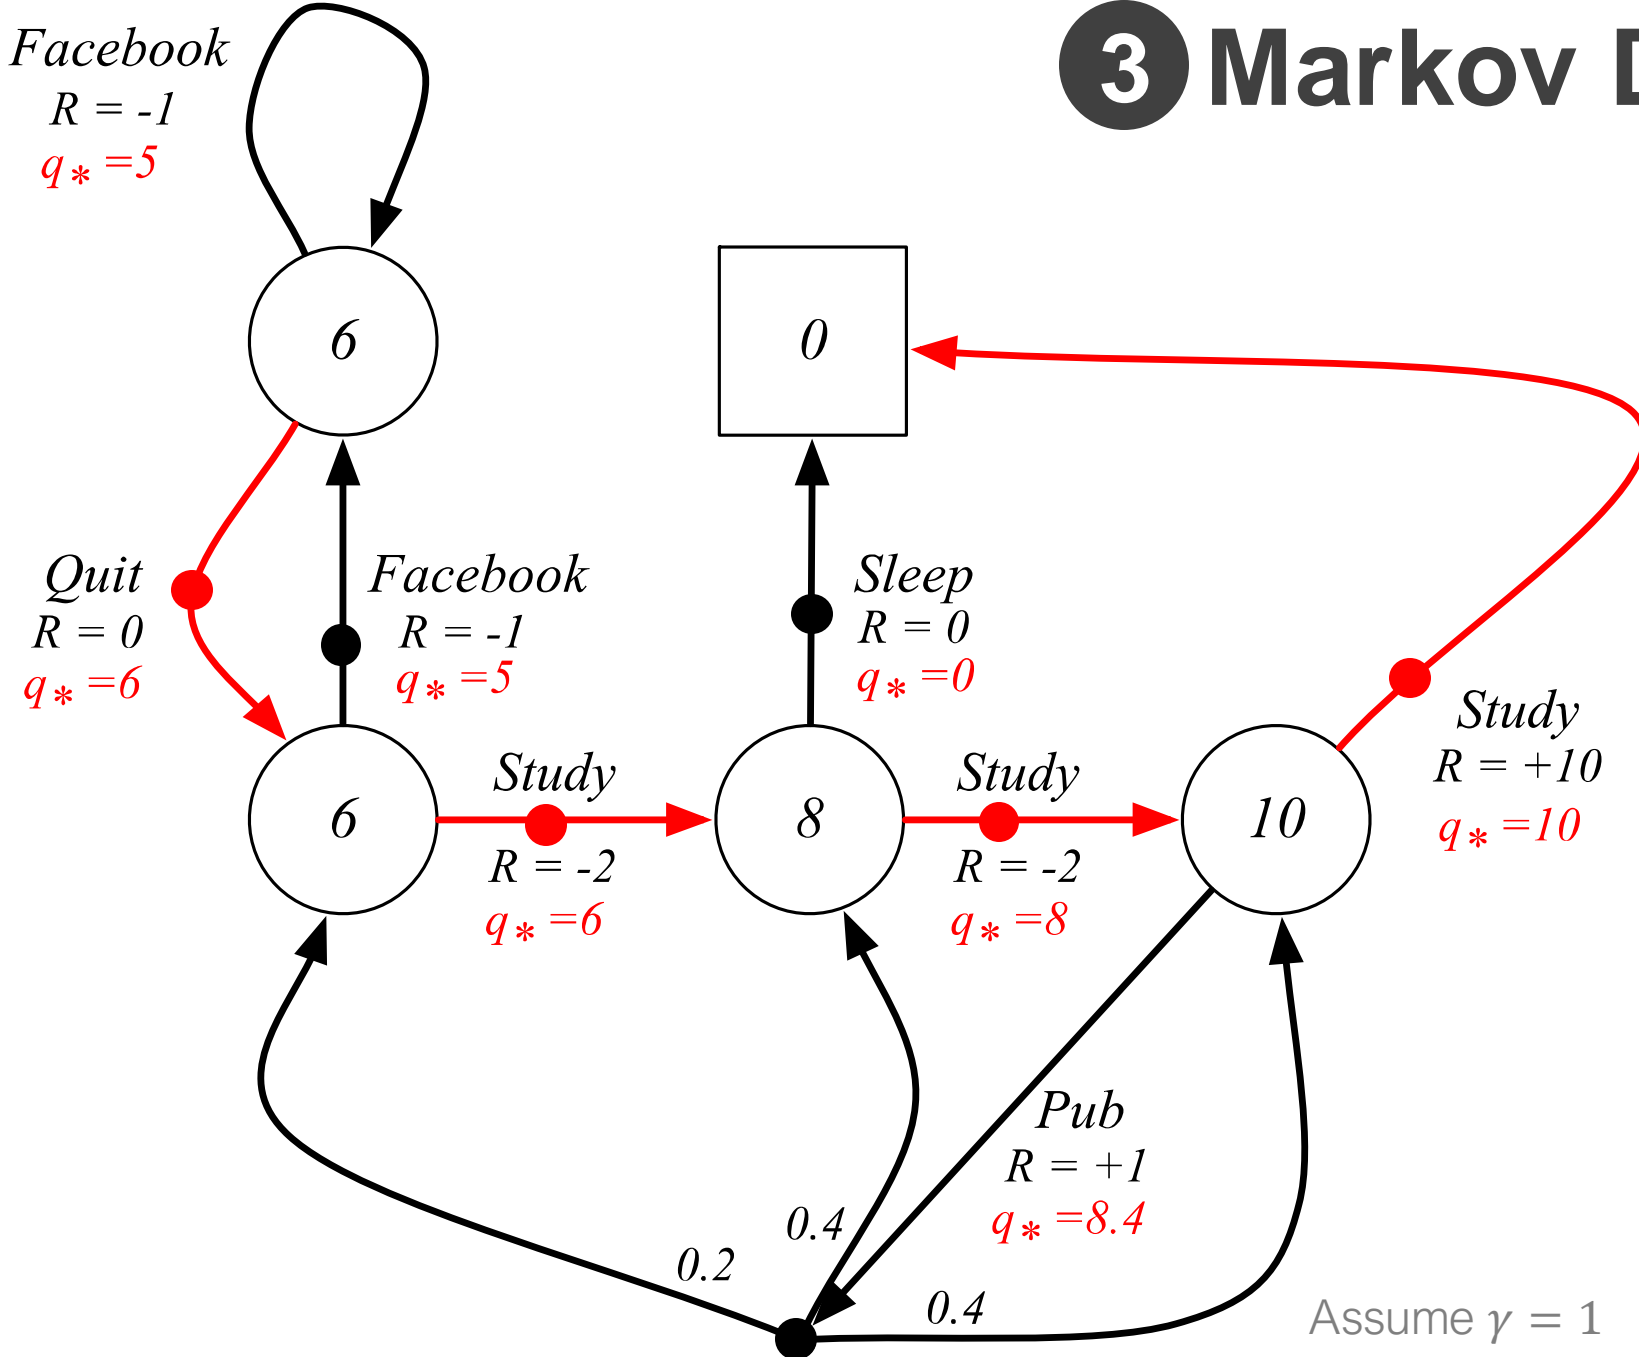 3 Markov D
Facebook
R = -1
q* =5
6
0
Quit
R = 0
q* =6
Facebook
R = -1
q* =5
Sleep
R = 0
q* =0
Study
R = +10
q* =10
6
Study
R = -2
q* =6
8
Study
R = -2
q* =8
10
Pub
R = +1
q* =8.4
0.2
0.4
0.4
Assume γ = 1